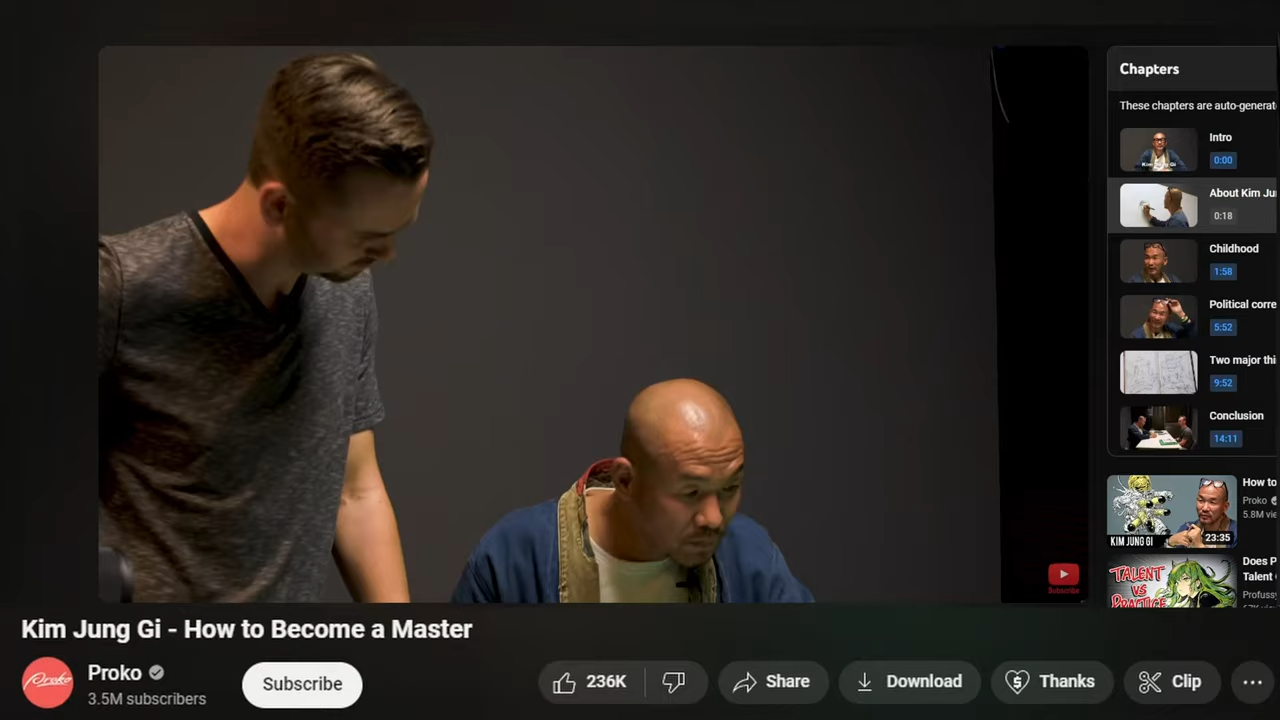 Chapters
These chapters are auto-generat
Intro
0:00
About Kim Ju
0:18
Childhood
1:58
Political corre
5:52
Two major thi
9:52
Conclusion
14:11
How to
Proko
5.8M vie
KIM JUNG GI
23:35
Does P
Talent
TALENT
VS
PRACTICE
Profuss
Subscribe
Kim Jung Gi - How to Become a Master
Proko
Proko
3.5M subscribers
Subscribe
236K
Share
Download
Thanks
Clip